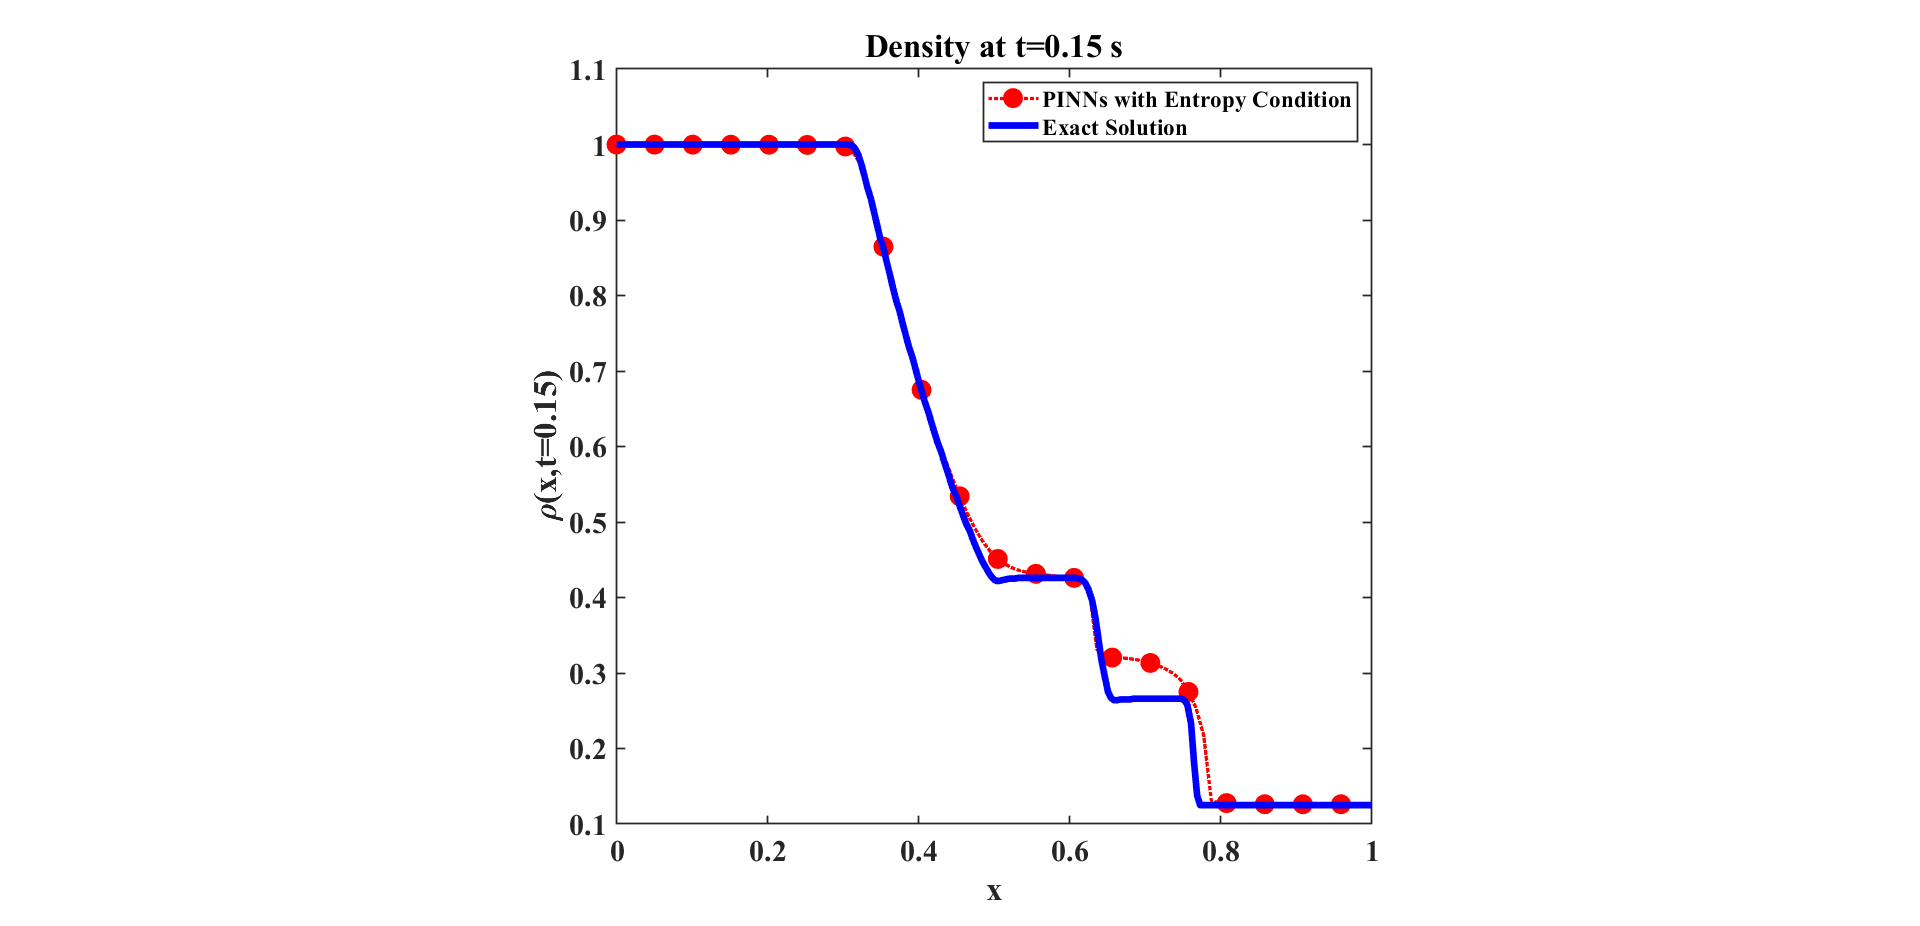 Density at t=0.15 s
PINNs with Entropy Condition
Exact Solution
1.1
1
0.9
0.8
0.7
0.6
0.5
0.4
0.3
0.2
0.1
ρ(x,t=0.15)
0 0.2 0.4 0.6 0.8 1
x